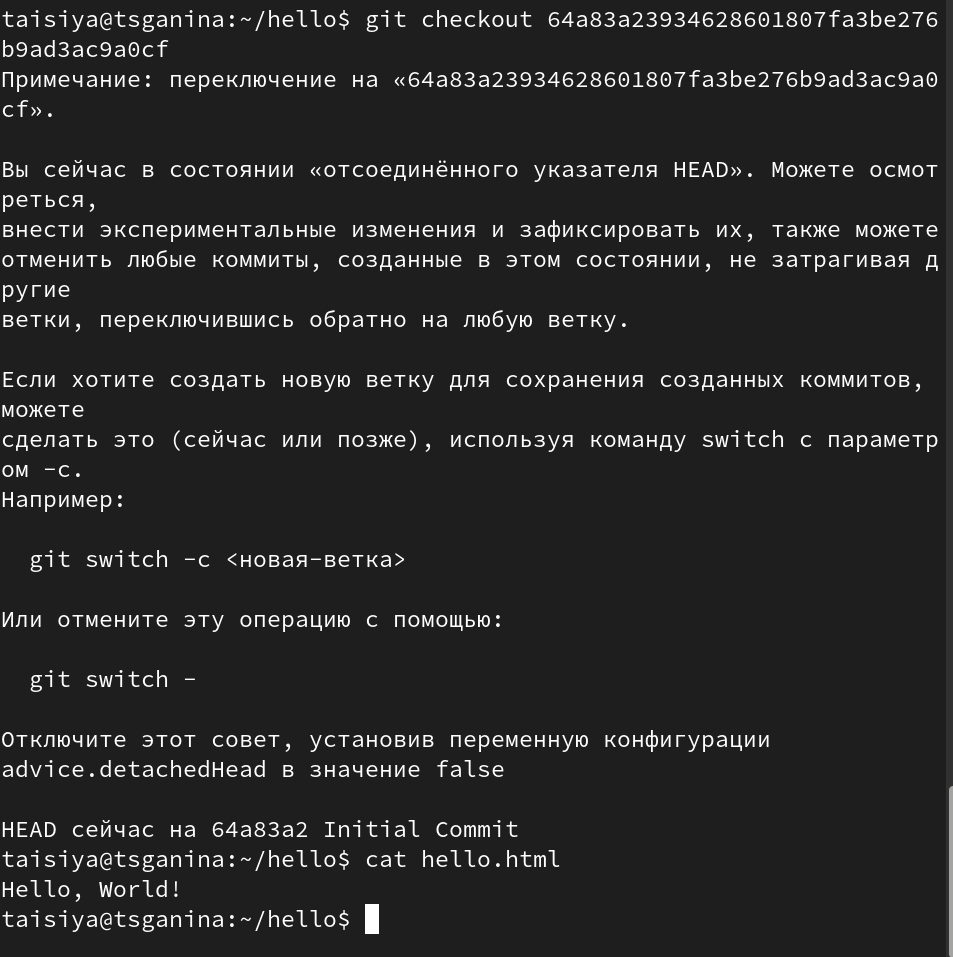 taisiya@tsganina:~/hello$ git checkout 64a83a23934628601807fa3be276
b9ad3ac9a0cf
Примечание: переключение на «64a83a23934628601807fa3be276b9ad3ac9a0
cf».
Вы сейчас в состоянии «отсоединённого указателя HEAD». Можете осмот
реться,
внести экспериментальные изменения и зафиксировать их, также можете
отменить любые коммиты, созданные в этом состоянии, не затрагивая д
ругие
ветки, переключившись обратно на любую ветку.
Если хотите создать новую ветку для сохранения созданных коммитов,
можете
сделать это (сейчас или позже), используя команду switch с параметр
ом -c.
Например:
  git switch -c <новая-ветка>
Или отмените эту операцию с помощью:
  git switch -
Отключите этот совет, установив переменную конфигурации
advice.detachedHead в значение false
HEAD сейчас на 64a83a2 Initial Commit
taisiya@tsganina:~/hello$ cat hello.html
Hello, World!
taisiya@tsganina:~/hello$